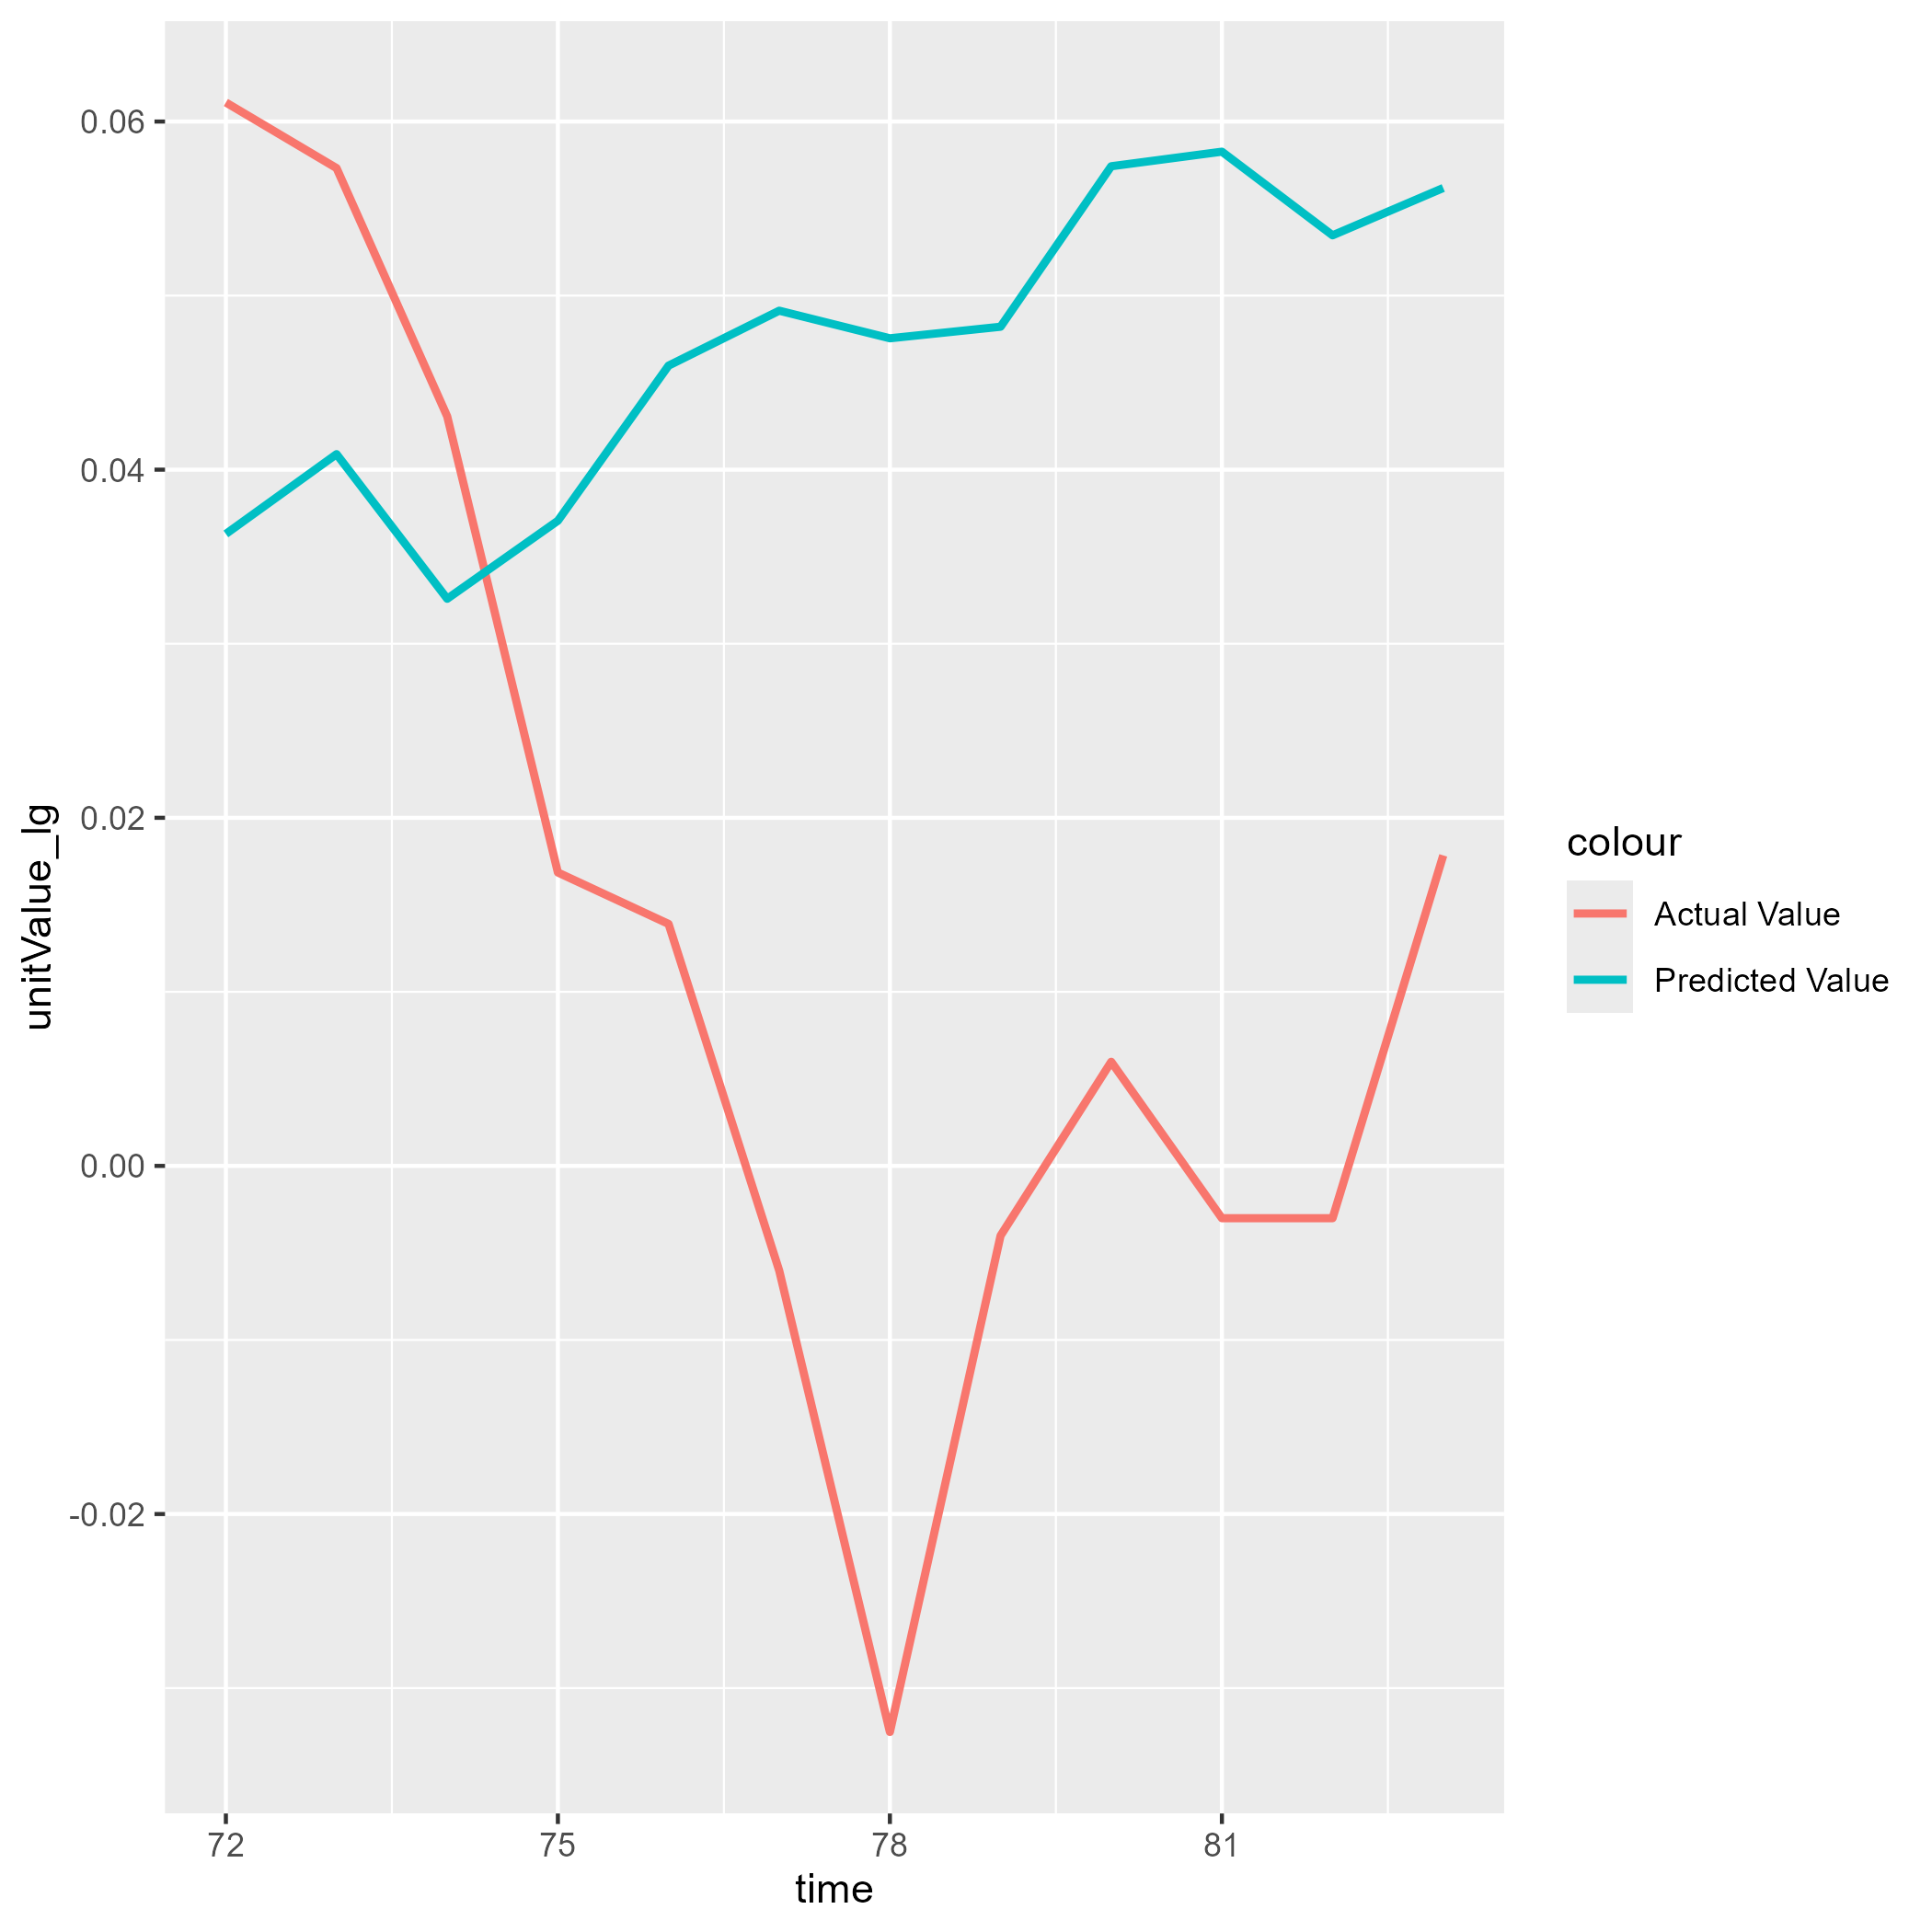 0.06
0.04
0.02
0.00
-0.02
unitValue_lg
72 75 78 81
time
colour
Actual Value
Predicted Value